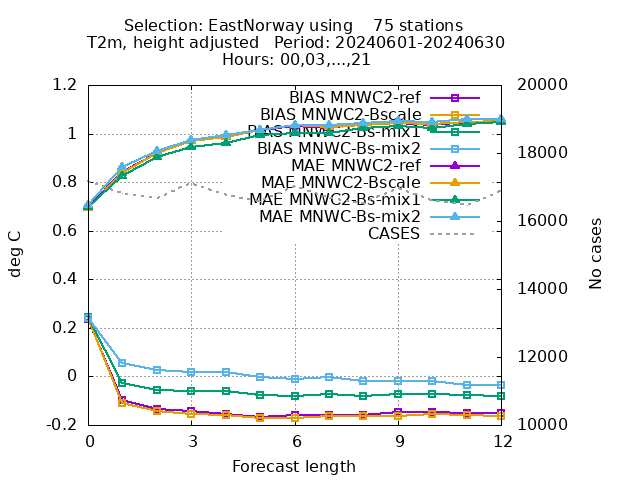 Selection: EastNorway using    75 stations
T2m, height adjusted   Period: 20240601-20240630
Hours: 00,03,...,21
1.2
1
0.8
0.6
0.4
0.2
0
-0.2
deg C
20000
18000
16000
14000
12000
10000
No cases
BIAS MNWC2-ref
BIAS MNWC2-Bscale
BIAS MNWC2-Bs-mix1
BIAS MNWC-Bs-mix2
MAE MNWC2-ref
MAE MNWC2-Bscale
MAE MNWC2-Bs-mix1
MAE MNWC-Bs-mix2
CASES
0 3 6 9 12
Forecast length